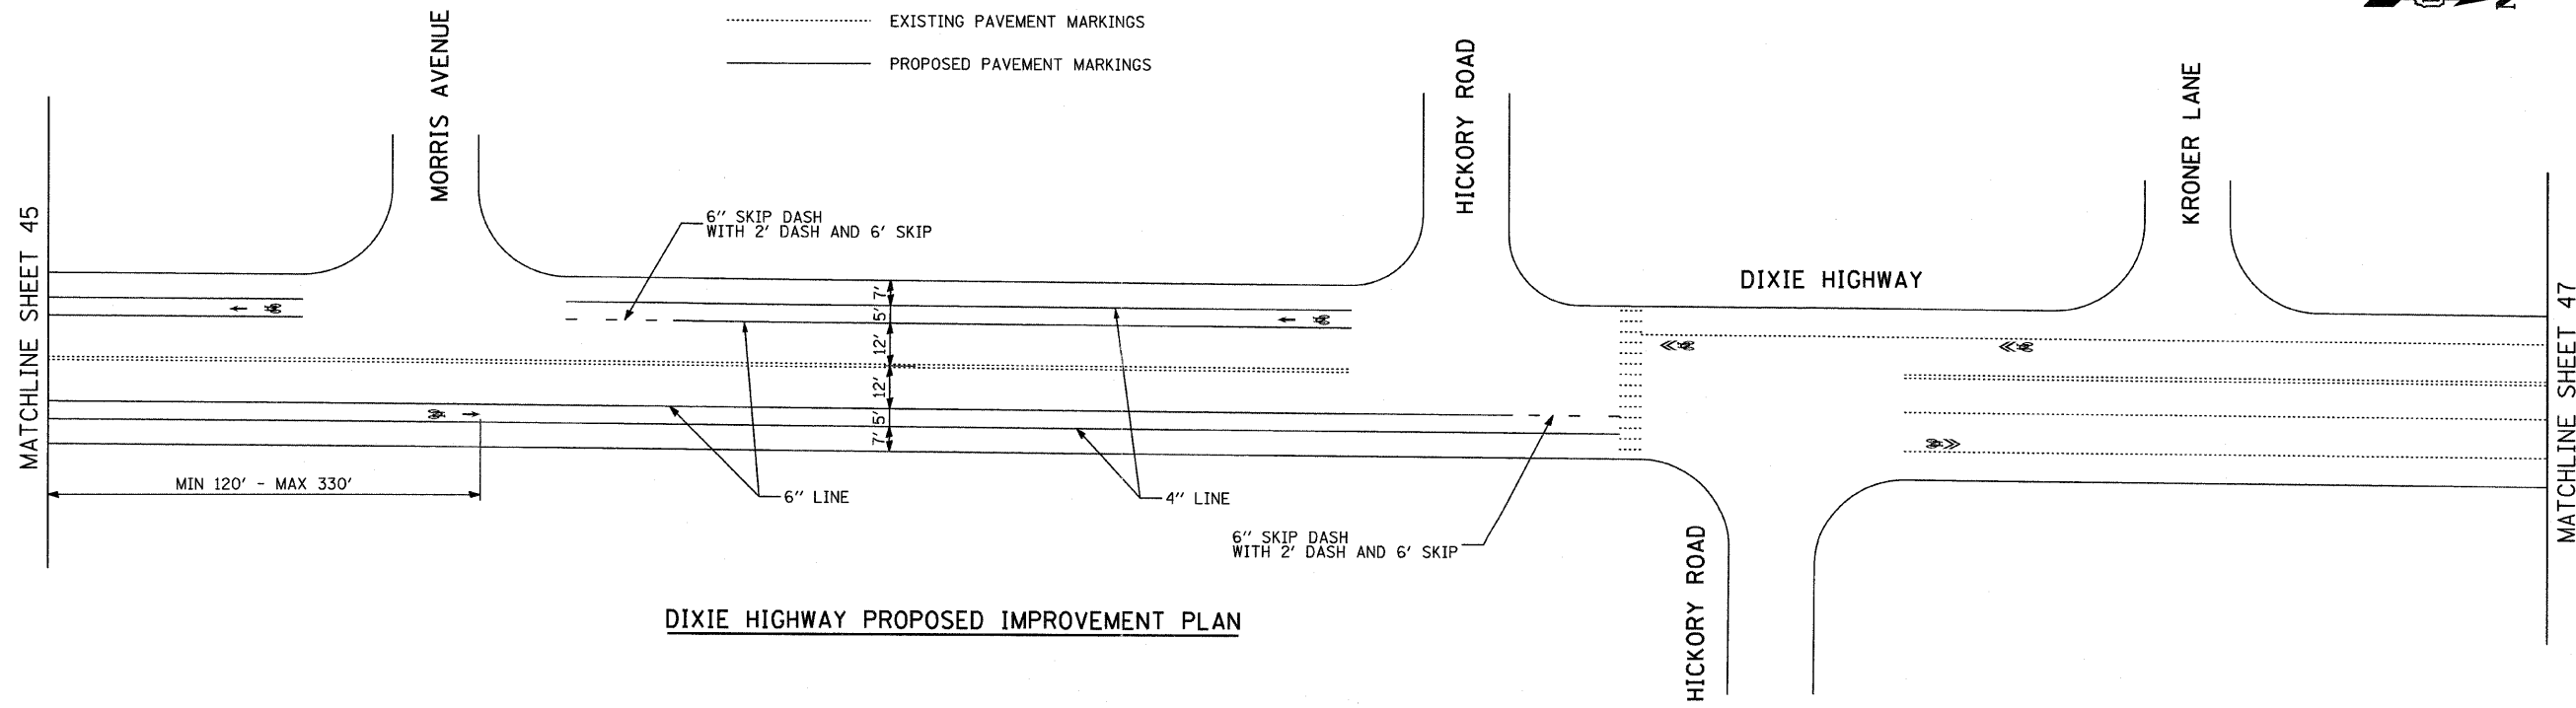 EXISTING PAVEMENT MARKINGS
PROPOSED PAVEMENT MARKINGS
N
MORRIS AVENUE
HICKORY ROAD
KRONER LANE
MATCHLINE SHEET 45
6" SKIP DASH
WITH 2' DASH AND 6' SKIP
DIXIE HIGHWAY
7'
5'
12'
12'
5'
7'
MATCHLINE SHEET 47
MIN 120' - MAX 330'
6" LINE
4" LINE
6" SKIP DASH
WITH 2' DASH AND 6' SKIP
HICKORY ROAD
DIXIE HIGHWAY PROPOSED IMPROVEMENT PLAN